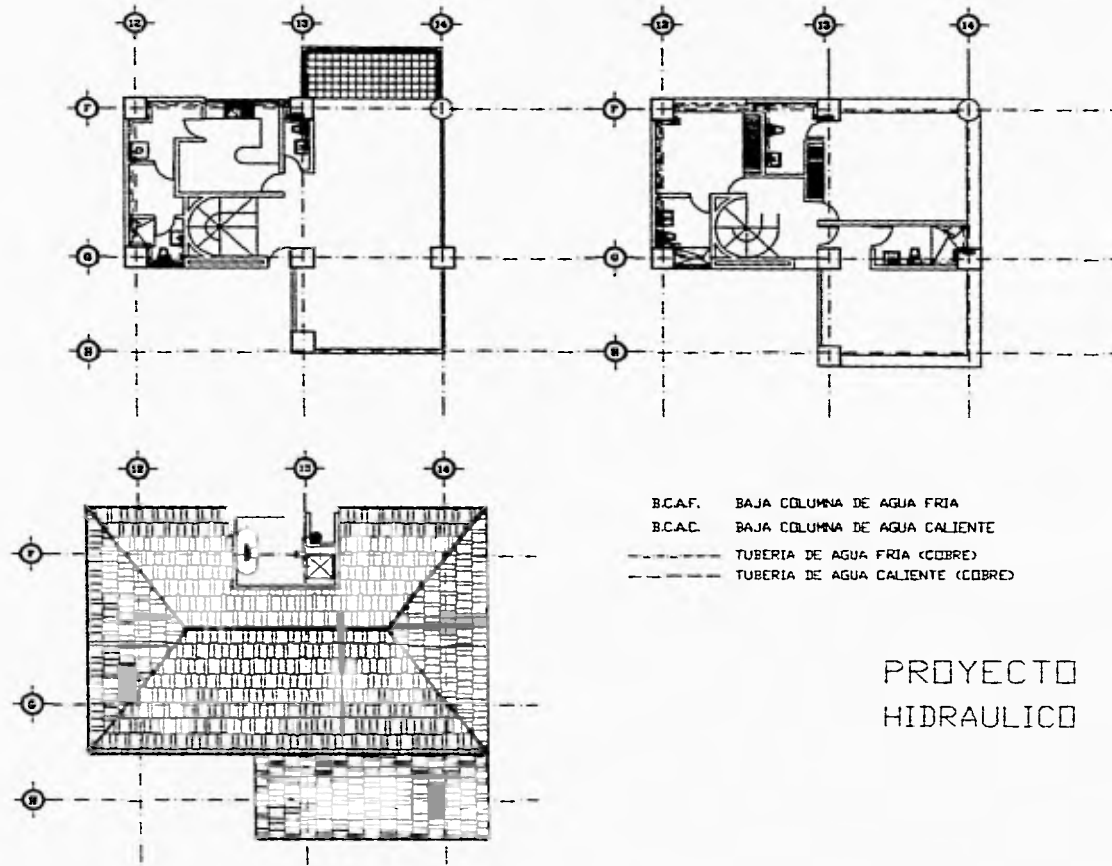 12 13 14
12 13 14
F
F
G
G
H
H
12 13 14
B.C.A.F. BAJA COLUMNA DE AGUA FRIA
B.C.A.C. BAJA COLUMNA DE AGUA CALIENTE
F
TUBERIA DE AGUA FRIA (COBRE)
TUBERIA DE AGUA CALIENTE (COBRE)
PROYECTO
HIDRAULICO
G
H